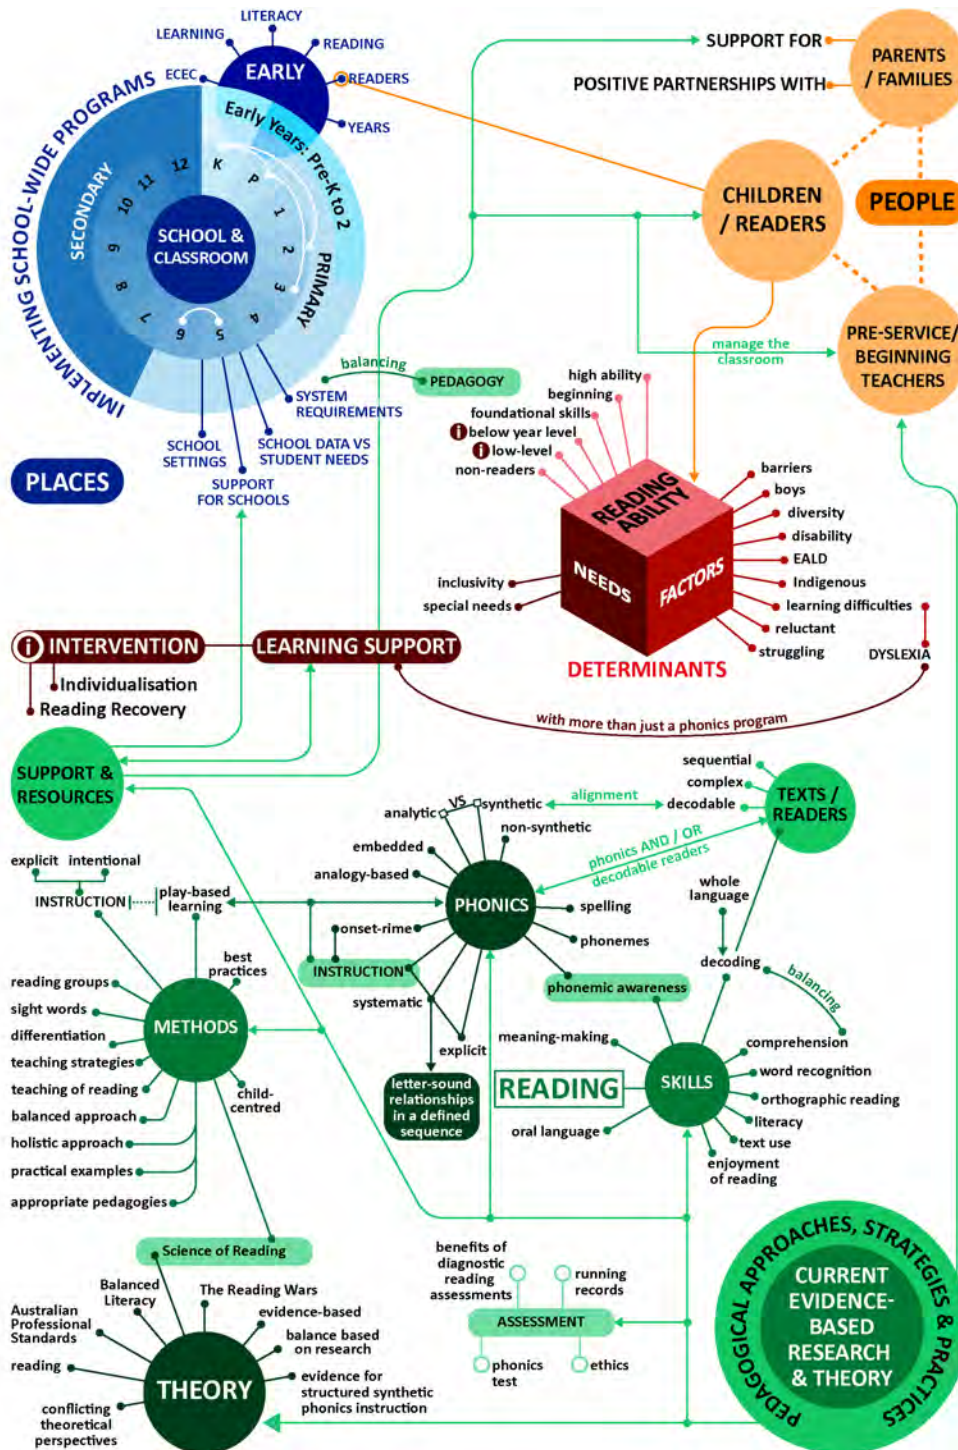 LITERACY
LEARNING
READING
ECEC
EARLY
READERS
YEARS
IMPLEMENTING SCHOOL-WIDE PROGRAMS
SECONDARY
Early Years: Pre-K to 2
PRIMARY
K
P
1
2
3
4
5
6
7
8
9
10
11
12
SCHOOL &
CLASSROOM
SYSTEM
REQUIREMENTS
SCHOOL DATA VS
STUDENT NEEDS
SCHOOL
SETTINGS
SUPPORT
FOR SCHOOLS
PLACES
balancing
PEDAGOGY
SUPPORT FOR
POSITIVE PARTNERSHIPS WITH
PARENTS
/ FAMILIES
CHILDREN
/ READERS
PEOPLE
PRE-SERVICE/
BEGINNING
TEACHERS
manage the
classroom
high ability
beginning
foundational skills
i below year level
i low-level
non-readers
READING
ABILITY
NEEDS
FACTORS
inclusivity
special needs
barriers
boys
diversity
disability
EALD
Indigenous
learning difficulties
reluctant
struggling
DYSLEXIA
DETERMINANTS
i INTERVENTION
LEARNING SUPPORT
Individualisation
Reading Recovery
with more than just a phonics program
SUPPORT &
RESOURCES
sequential
complex
decodable
TEXTS /
READERS
alignment
analytic
VS
synthetic
non-synthetic
embedded
analogy-based
PHONICS
onset-rime
INSTRUCTION
systematic
explicit
spelling
phonemes
phonemic awareness
phonics AND / OR
decodable readers
letter-sound
relationships
in a defined
sequence
explicit intentional
INSTRUCTION
play-based
learning
best
practices
reading groups
sight words
differentiation
teaching strategies
teaching of reading
balanced approach
holistic approach
practical examples
appropriate pedagogies
METHODS
child-
centred
whole
language
decoding
balancing
meaning-making
READING
SKILLS
oral language
comprehension
word recognition
orthographic reading
literacy
text use
enjoyment
of reading
Science of Reading
Balanced
Literacy
The Reading Wars
Australian
Professional
Standards
evidence-based
balance based
on research
reading
evidence for
structured synthetic
phonics instruction
THEORY
conflicting
theoretical
perspectives
benefits of
diagnostic
reading
assessments
running
records
ASSESSMENT
phonics
test
ethics
PEDAGOGICAL APPROACHES, STRATEGIES & PRACTICES
CURRENT
EVIDENCE-
BASED
RESEARCH
& THEORY